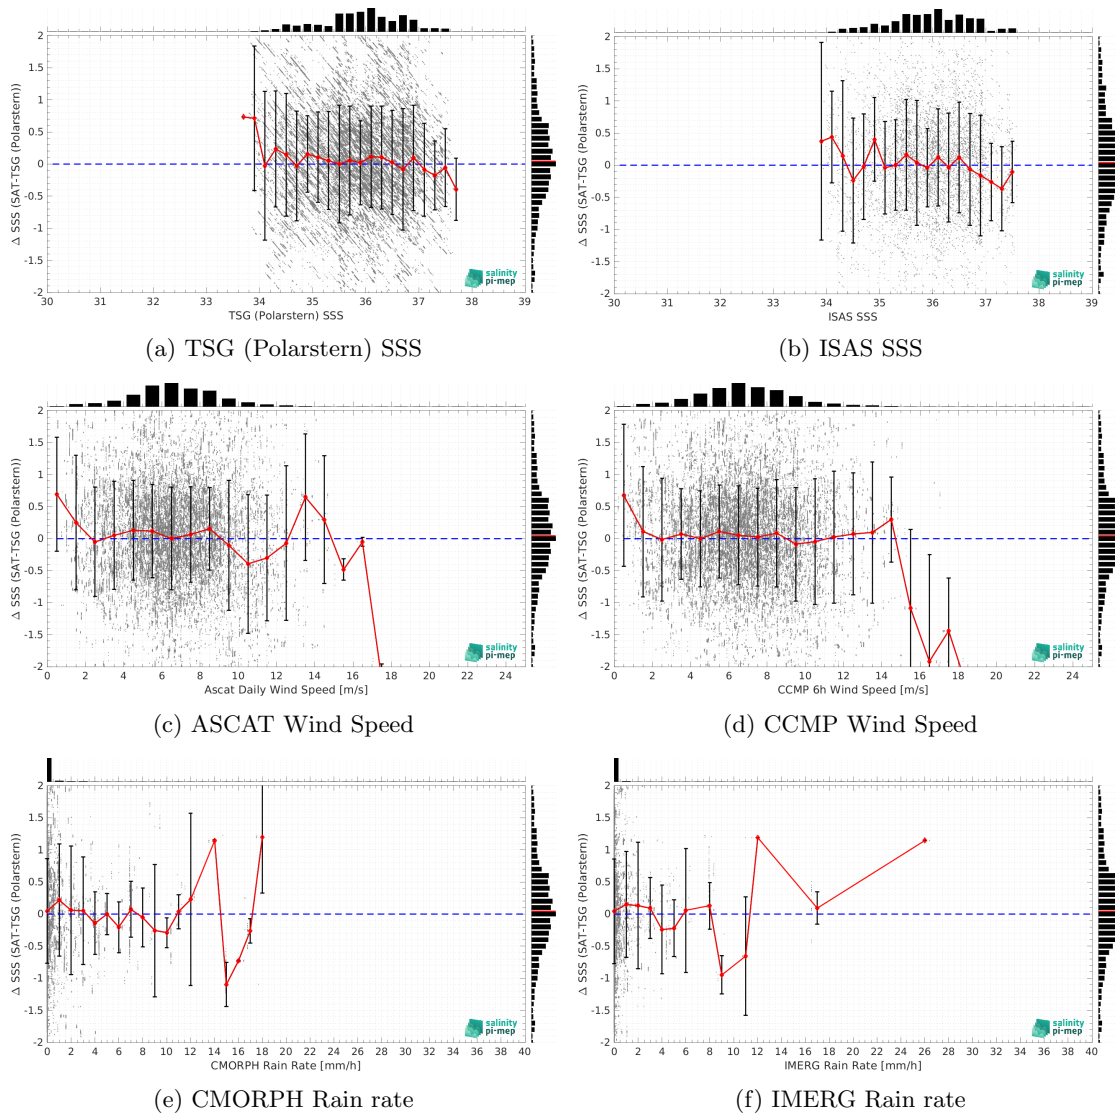 2
1.5
1
0.5
0
-0.5
-1
-1.5
-2
Δ SSS (SAT-TSG (Polarstern))
30 31 32 33 34 35 36 37 38 39
TSG (Polarstern) SSS
salinity
pi-mep
(a) TSG (Polarstern) SSS
2
1.5
1
0.5
0
-0.5
-1
-1.5
-2
Δ SSS (SAT-TSG (Polarstern))
30 31 32 33 34 35 36 37 38 39
ISAS SSS
salinity
pi-mep
(b) ISAS SSS
2
1.5
1
0.5
0
-0.5
-1
-1.5
-2
Δ SSS (SAT-TSG (Polarstern))
0 2 4 6 8 10 12 14 16 18 20 22 24
Ascat Daily Wind Speed [m/s]
salinity
pi-mep
(c) ASCAT Wind Speed
2
1.5
1
0.5
0
-0.5
-1
-1.5
-2
Δ SSS (SAT-TSG (Polarstern))
0 2 4 6 8 10 12 14 16 18 20 22 24
CCMP 6h Wind Speed [m/s]
salinity
pi-mep
(d) CCMP Wind Speed
2
1.5
1
0.5
0
-0.5
-1
-1.5
-2
Δ SSS (SAT-TSG (Polarstern))
0 2 4 6 8 10 12 14 16 18 20 22 24 26 28 30 32 34 36 38 40
CMORPH Rain Rate [mm/h]
salinity
pi-mep
(e) CMORPH Rain rate
2
1.5
1
0.5
0
-0.5
-1
-1.5
-2
Δ SSS (SAT-TSG (Polarstern))
0 2 4 6 8 10 12 14 16 18 20 22 24 26 28 30 32 34 36 38 40
IMERG Rain Rate [mm/h]
salinity
pi-mep
(f) IMERG Rain rate